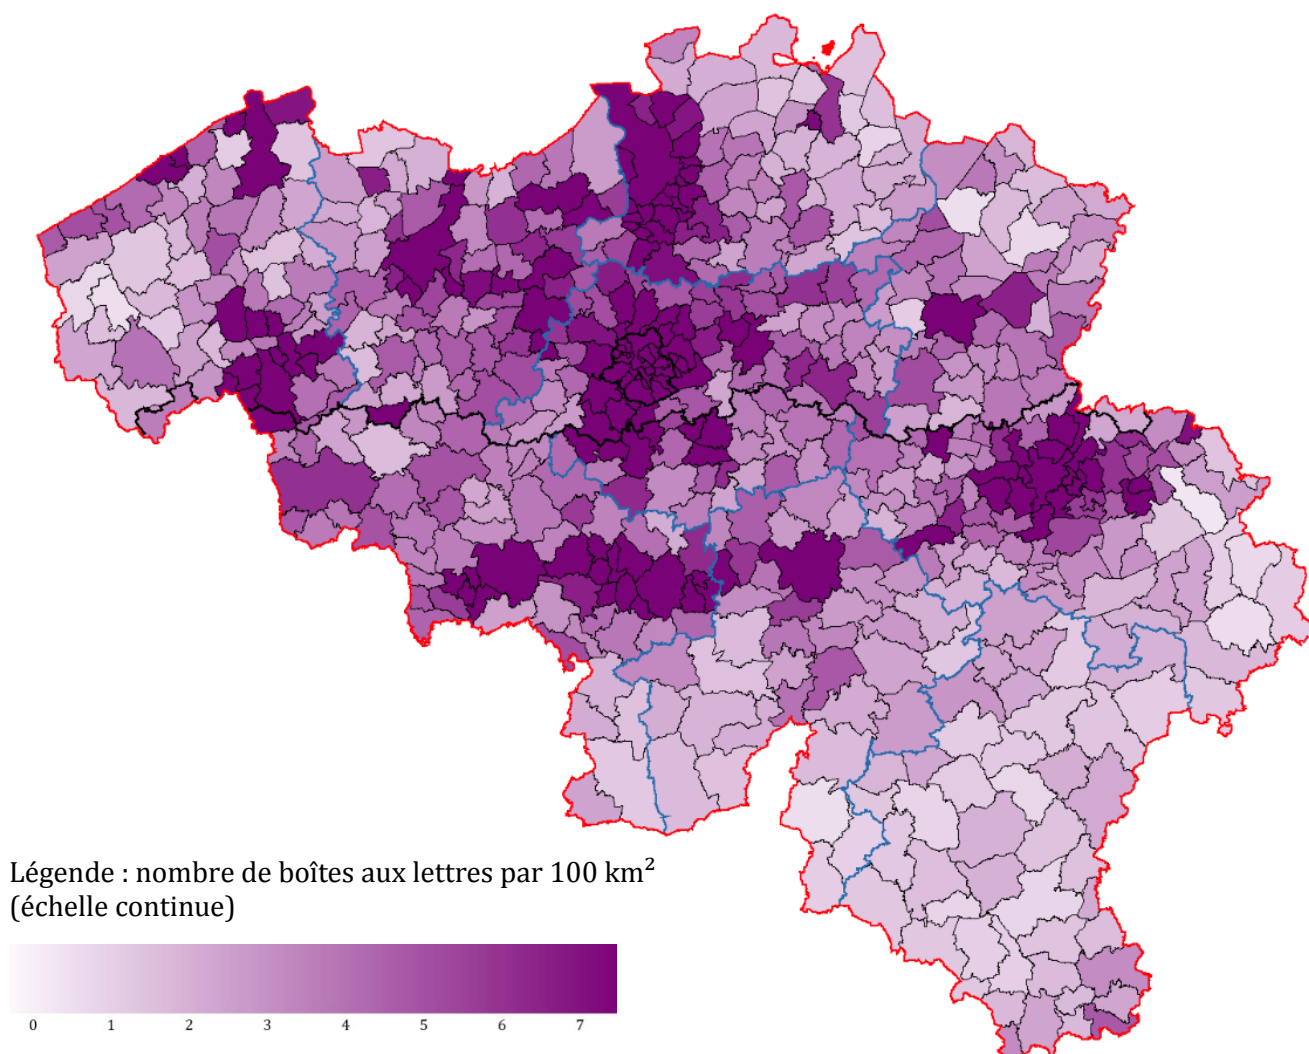 Légende : nombre de boîtes aux lettres par 100 km²
(échelle continue)
0 1 2 3 4 5 6 7